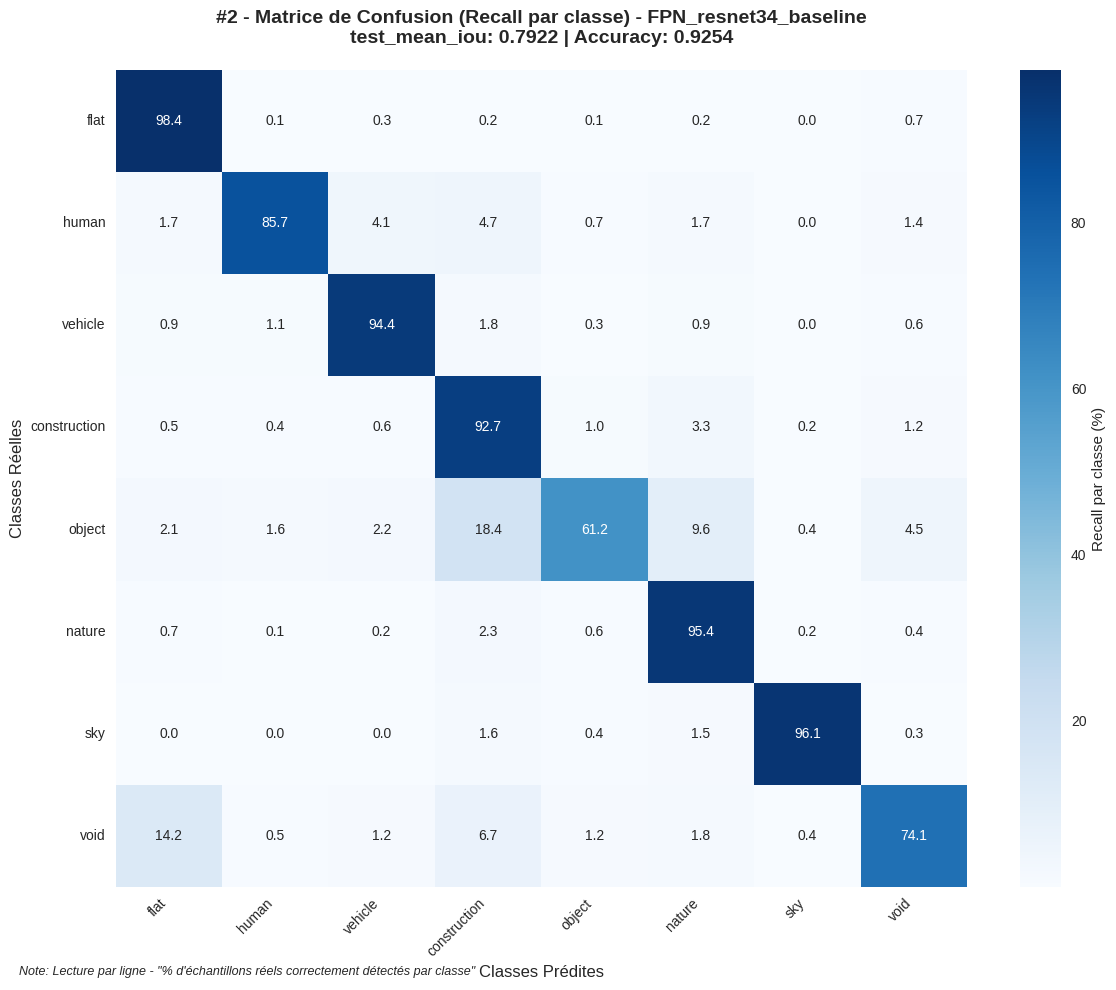 #2 - Matrice de Confusion (Recall par classe) - FPN_resnet34_baseline
test_mean_iou: 0.7922 | Accuracy: 0.9254
Classes Réelles
flat 98.4 0.1 0.3 0.2 0.1 0.2 0.0 0.7
human 1.7 85.7 4.1 4.7 0.7 1.7 0.0 1.4
vehicle 0.9 1.1 94.4 1.8 0.3 0.9 0.0 0.6
construction 0.5 0.4 0.6 92.7 1.0 3.3 0.2 1.2
object 2.1 1.6 2.2 18.4 61.2 9.6 0.4 4.5
nature 0.7 0.1 0.2 2.3 0.6 95.4 0.2 0.4
sky 0.0 0.0 0.0 1.6 0.4 1.5 96.1 0.3
void 14.2 0.5 1.2 6.7 1.2 1.8 0.4 74.1
flat human vehicle construction object nature sky void
Classes Prédites
Note: Lecture par ligne - "% d'échantillons réels correctement détectés par classe"
80
60
40
20
Recall par classe (%)